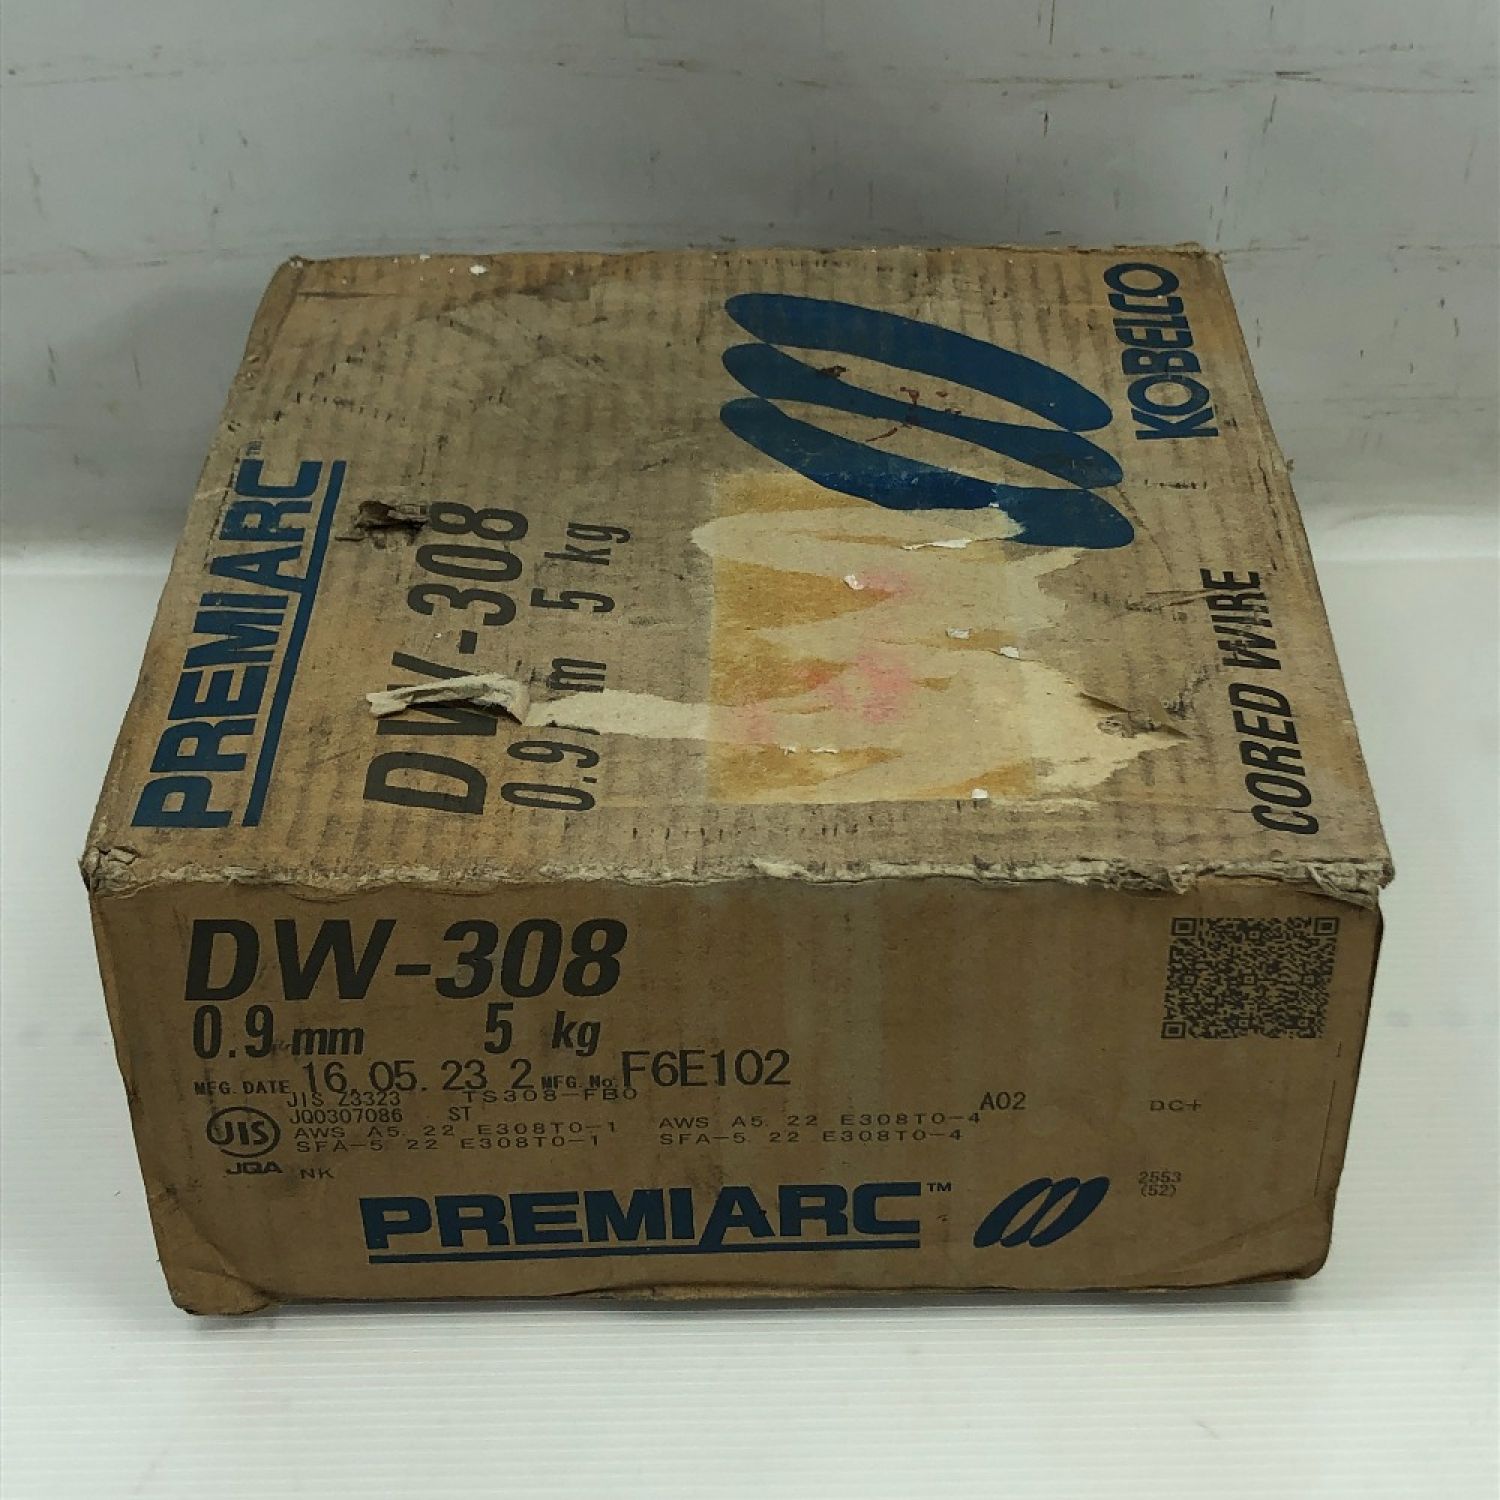 PREMIARC™
DW-308
0.9 mm 5 kg
KOBELCO
CORED WIRE
DW-308
0.9 mm 5 kg
MFG. DATE 16.05.23 2 MFG. No. F6E102
JIS Z3323 TS308-FB0
JQ0307086 ST
AWS A5. 22 E308T0-1 AWS A5. 22 E308T0-4
SFA-5. 22 E308T0-1 SFA-5. 22 E308T0-4
A02 DC+
JIS
JQA NK
PREMIARC™
2553
(52)